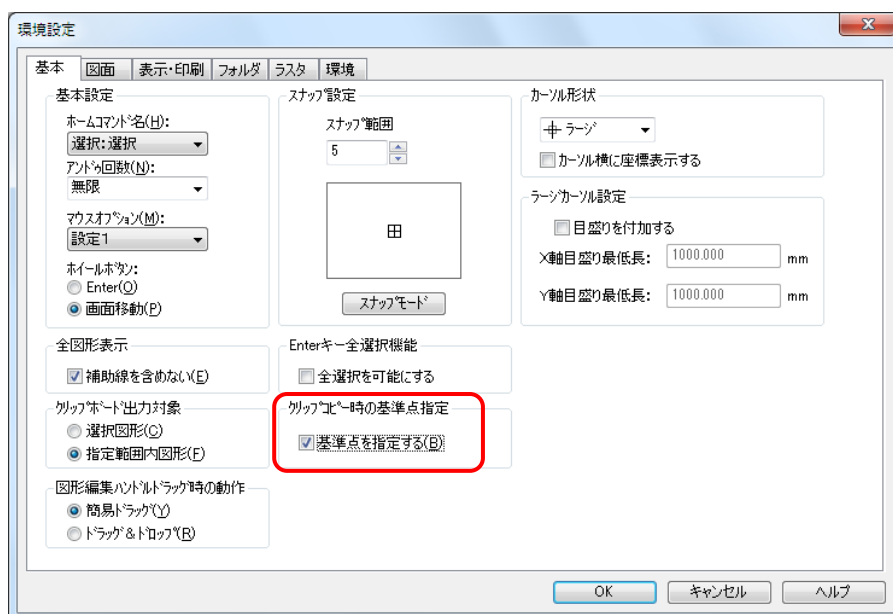 環境設定
基本 図面 表示・印刷 フォルダ ラスタ 環境
基本設定
ホームコマンド名(H):
選択:選択
アンドゥ回数(N):
無限
マウスオプション(M):
設定1
ホイールボタン:
Enter(O)
画面移動(P)
スナップ設定
スナップ範囲
5
スナップモード
カーソル形状
ラージ
カーソル横に座標表示する
ラージカーソル設定
目盛りを付加する
X軸目盛り最低長: 1000.000 mm
Y軸目盛り最低長: 1000.000 mm
全図形表示
補助線を含めない(E)
Enterキー全選択機能
全選択を可能にする
クリップボード出力対象
選択図形(C)
指定範囲内図形(F)
クリップコピー時の基準点指定
基準点を指定する(B)
図形編集ハンドルドラッグ時の動作
簡易ドラッグ(Y)
ドラッグ&ドロップ(R)
OK キャンセル ヘルプ